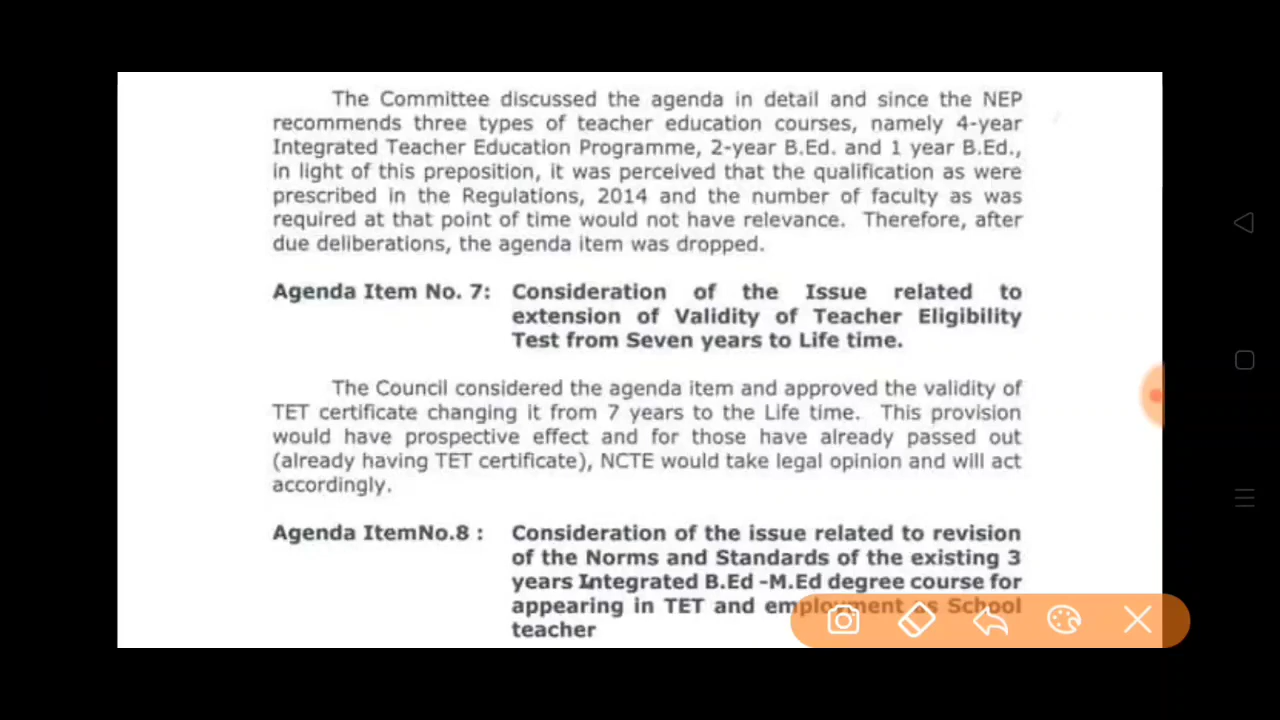 The Committee discussed the agenda in detail and since the NEP
recommends three types of teacher education courses, namely 4-year
Integrated Teacher Education Programme, 2-year B.Ed. and 1 year B.Ed.,
in light of this preposition, it was perceived that the qualification as were
prescribed in the Regulations, 2014 and the number of faculty as was
required at that point of time would not have relevance. Therefore, after
due deliberations, the agenda item was dropped.
Agenda Item No. 7: Consideration of the Issue related to
extension of Validity of Teacher Eligibility
Test from Seven years to Life time.
The Council considered the agenda item and approved the validity of
TET certificate changing it from 7 years to the Life time. This provision
would have prospective effect and for those have already passed out
(already having TET certificate), NCTE would take legal opinion and will act
accordingly.
Agenda ItemNo.8 : Consideration of the issue related to revision
of the Norms and Standards of the existing 3
years Integrated B.Ed -M.Ed degree course for
appearing in TET and employment as School
teacher